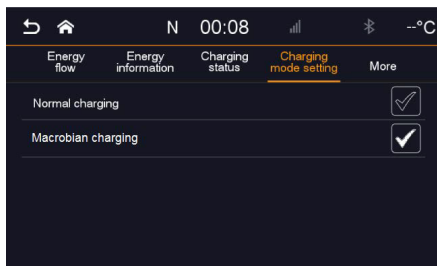 N 00:08 --°C
Energy flow Energy information Charging status Charging mode setting More
Normal charging
Macrobian charging